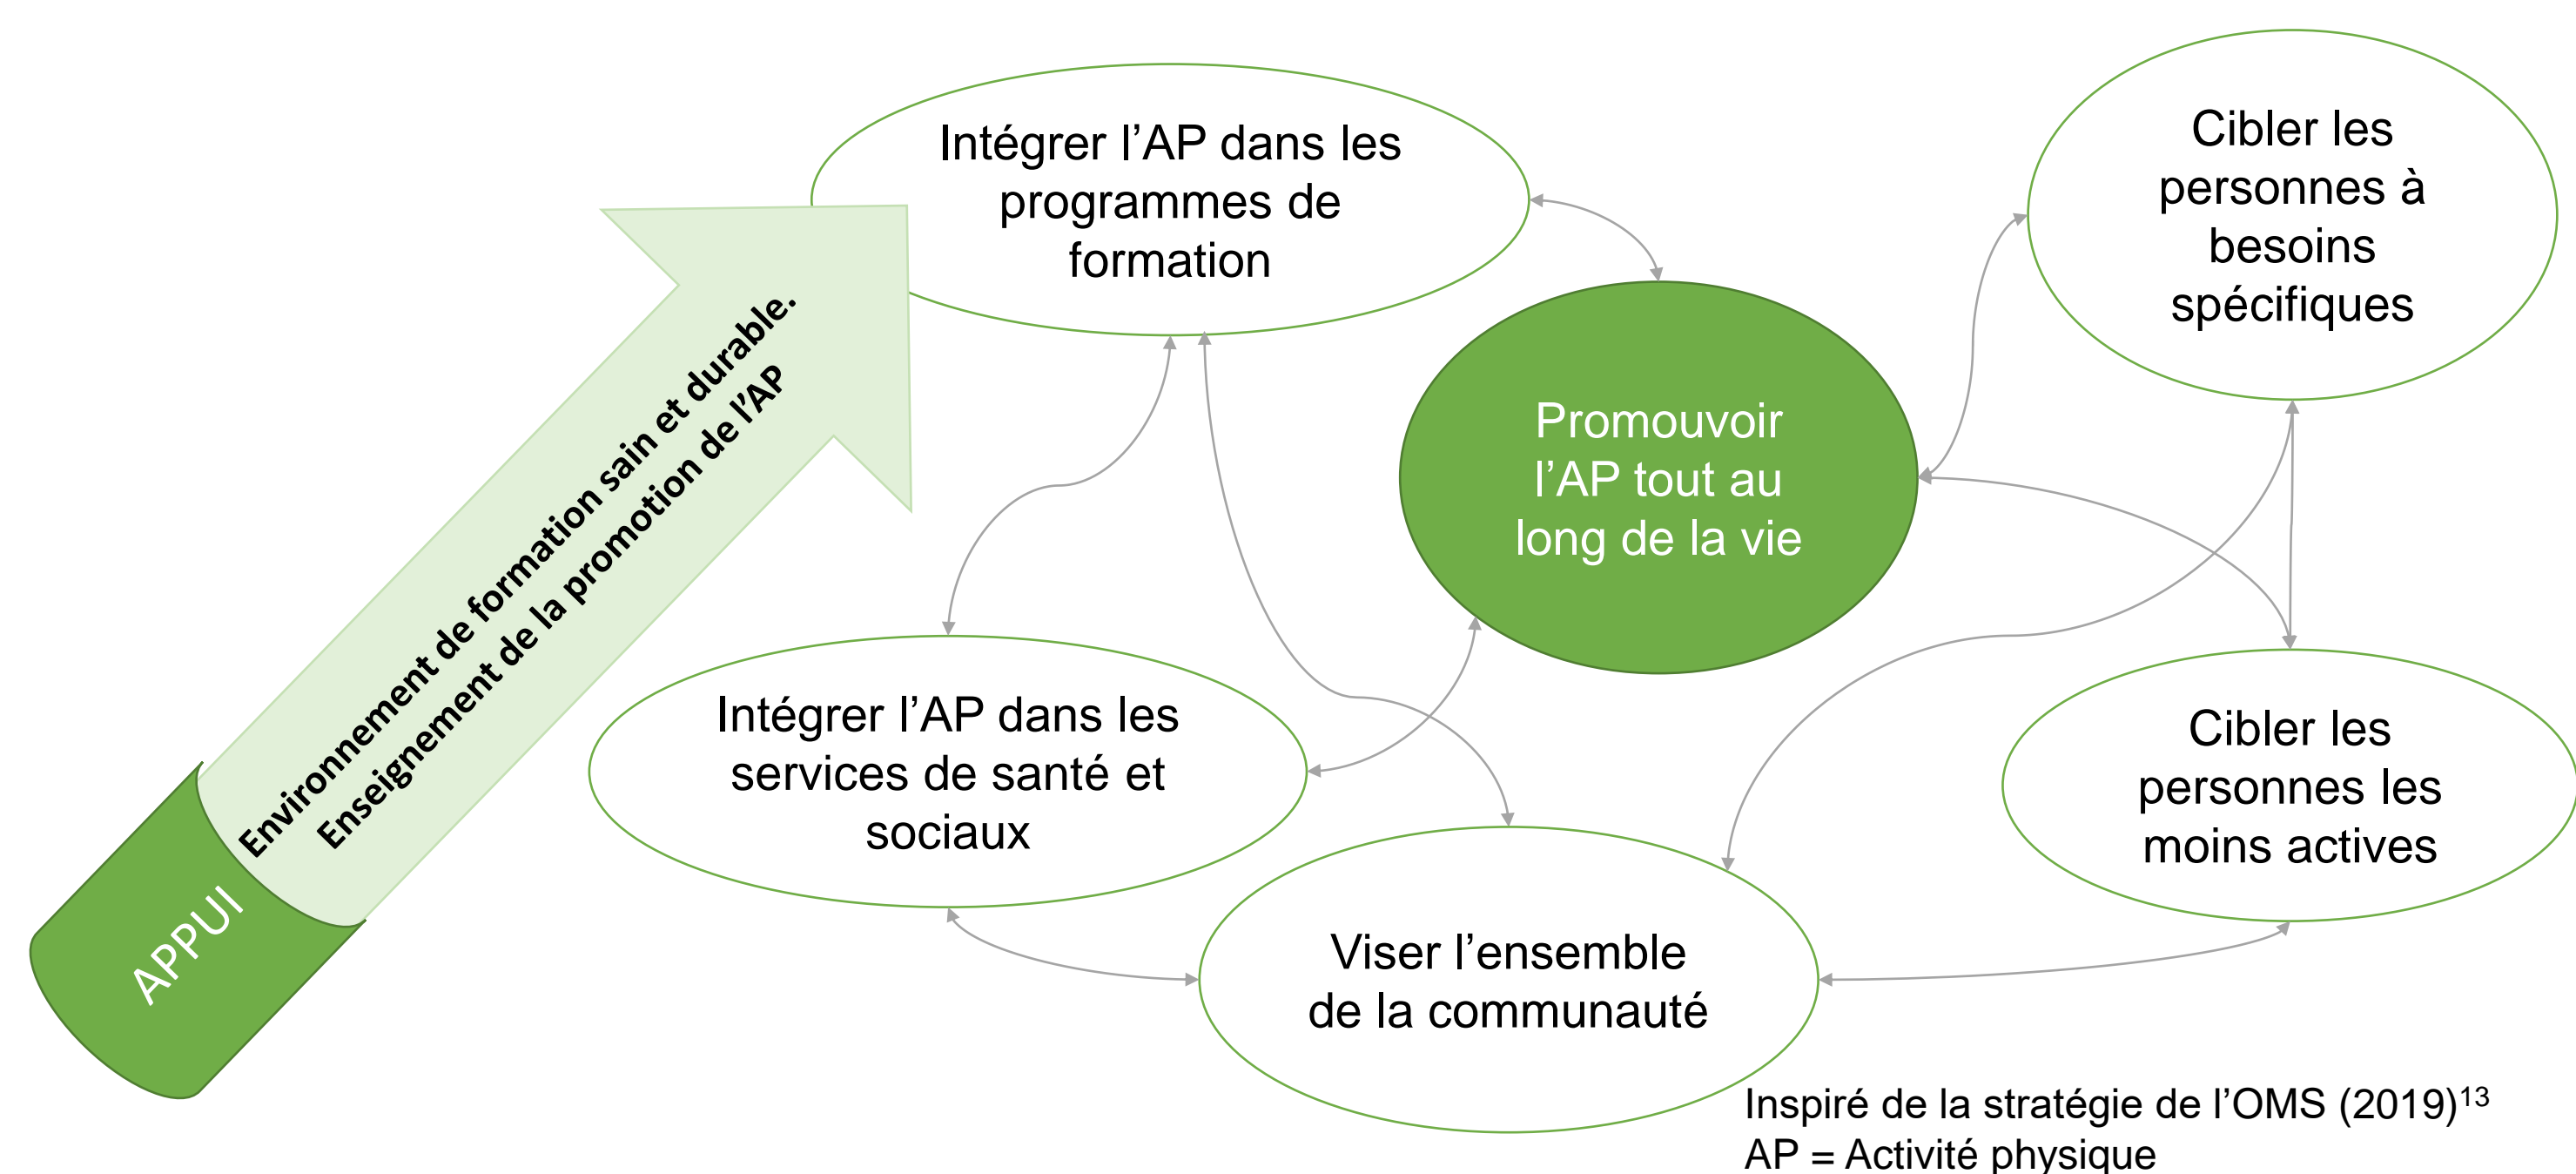 Intégrer l’AP dans les
programmes de
formation
Cibler les
personnes à
besoins
spécifiques
Promouvoir
l’AP tout au
long de la vie
Environnement de formation sain et durable.
Enseignement de la promotion de l’AP
APPUI
Intégrer l’AP dans les
services de santé et
sociaux
Cibler les
personnes les
moins actives
Viser l’ensemble
de la communauté
Inspiré de la stratégie de l’OMS (2019)¹³
AP = Activité physique